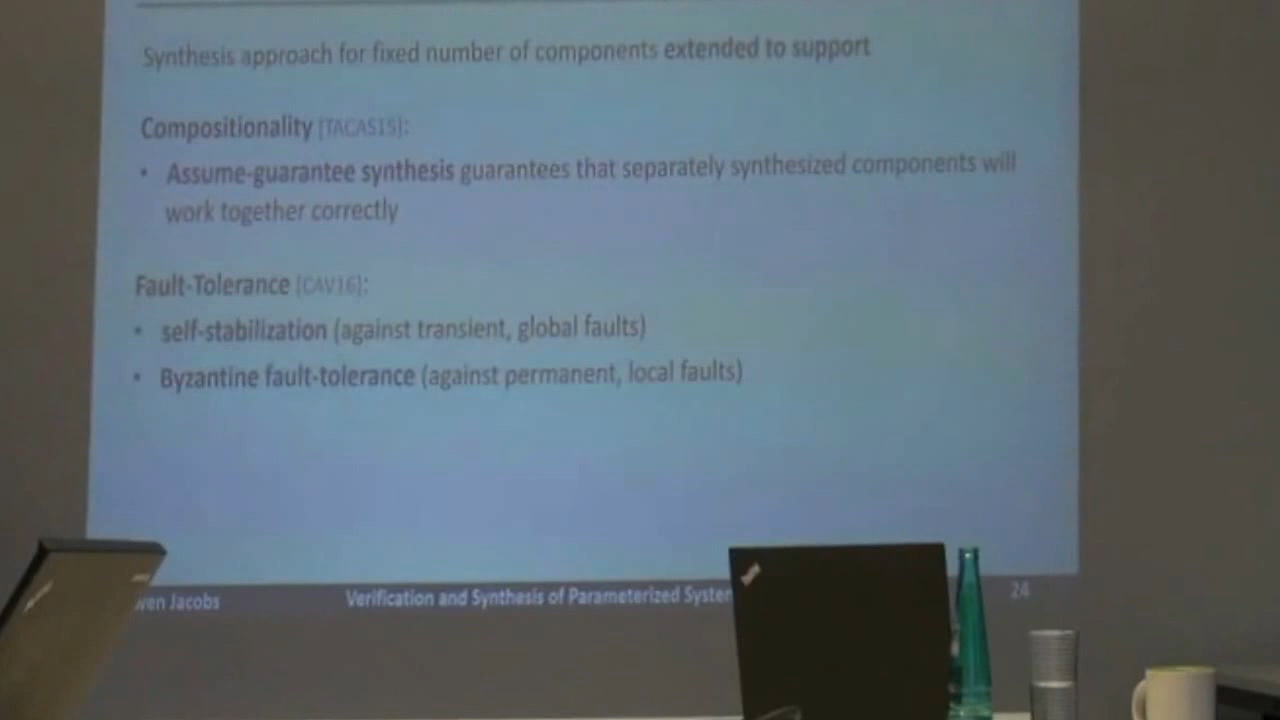 Synthesis approach for fixed number of components extended to support
Compositionality [TACAS15]:
• Assume-guarantee synthesis guarantees that separately synthesized components will
work together correctly
Fault-Tolerance [CAV16]:
• self-stabilization (against transient, global faults)
• Byzantine fault-tolerance (against permanent, local faults)
wen Jacobs
Verification and Synthesis of Parameterized System
24